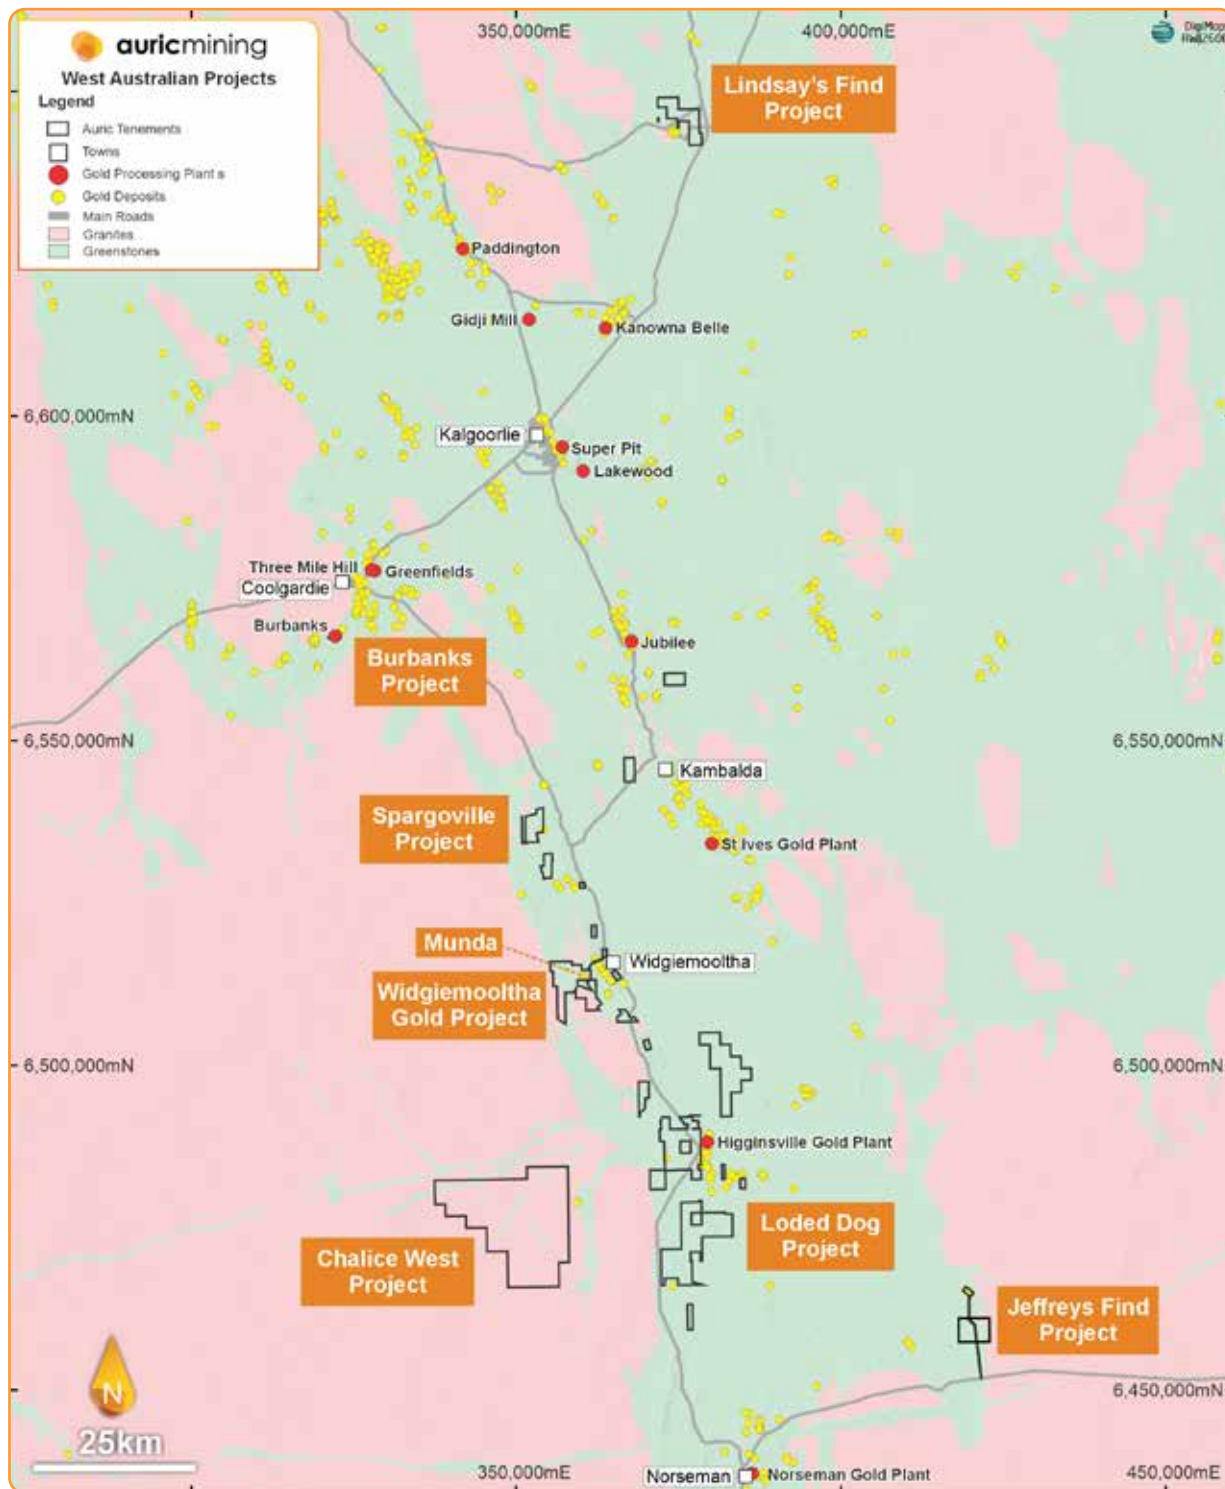 350,000mE
400,000mE
auricmining
West Australian Projects
Legend
Auric Tenements
Towns
Gold Processing Plant s
Gold Deposits
Main Roads
Granites
Greenstones
Lindsay's Find
Project
Paddington
Gidji Mill
Kanowna Belle
6,600,000mN
Kalgoorlie
Super Pit
Lakewood
Three Mile Hill
Greenfields
Coolgardie
Burbanks
Burbanks
Project
Jubilee
6,550,000mN
6,550,000mN
Kambalda
Spargoville
Project
St Ives Gold Plant
Munda
Widgiemooltha
Widgiemooltha
Gold Project
6,500,000mN
6,500,000mN
Higginsville Gold Plant
Loded Dog
Project
Chalice West
Project
Jeffreys Find
Project
N
6,450,000mN
25km
350,000mE
Norseman
Norseman Gold Plant
450,000mE